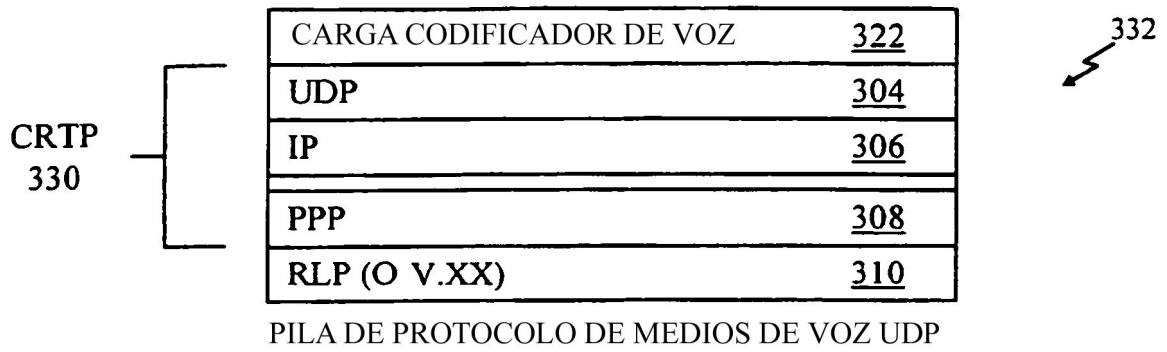 CARGA CODIFICADOR DE VOZ 322
332
UDP 304
CRTP
330
IP 306
PPP 308
RLP (O V.XX) 310
PILA DE PROTOCOLO DE MEDIOS DE VOZ UDP